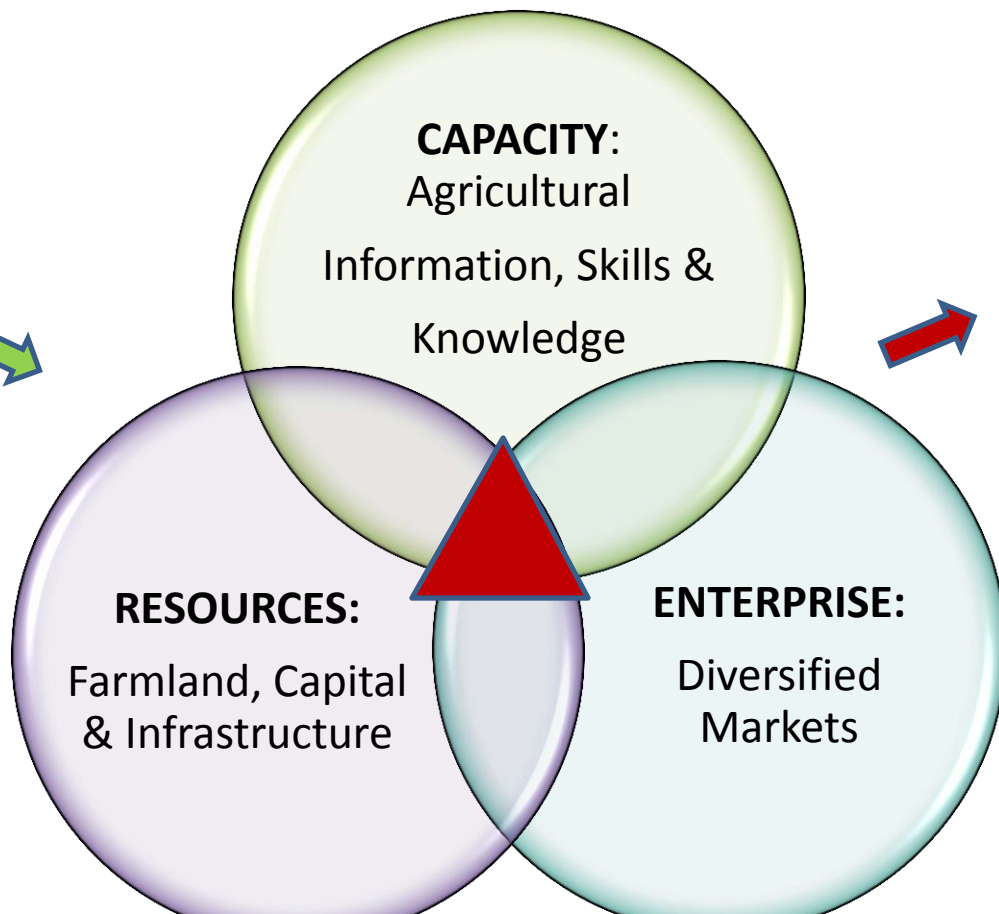 CAPACITY:
Agricultural
Information, Skills &
Knowledge
RESOURCES:
Farmland, Capital
& Infrastructure
ENTERPRISE:
Diversified
Markets